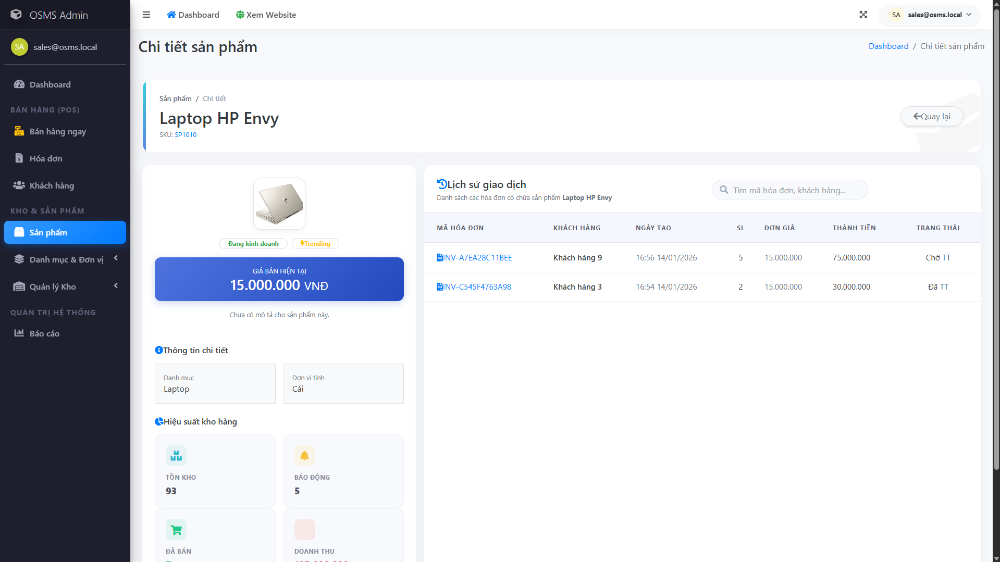 OSMS Admin
Dashboard
Xem Website
SA
sales@osms.local
SA
sales@osms.local
Dashboard
BÁN HÀNG (POS)
Bán hàng ngay
Hóa đơn
Khách hàng
KHO & SẢN PHẨM
Sản phẩm
Danh mục & Đơn vị
Quản lý Kho
QUẢN TRỊ HỆ THỐNG
Báo cáo
Chi tiết sản phẩm
Dashboard / Chi tiết sản phẩm
Sản phẩm / Chi tiết
Laptop HP Envy
SKU: SP1010
Quay lại
Đang kinh doanh
Trending
GIÁ BÁN HIỆN TẠI
15.000.000 VNĐ
Chưa có mô tả cho sản phẩm này.
Thông tin chi tiết
Danh mục
Laptop
Đơn vị tính
Cái
Hiệu suất kho hàng
TỒN KHO
93
BÁO ĐỘNG
5
ĐÃ BÁN
DOANH THU
Lịch sử giao dịch
Danh sách các hóa đơn có chứa sản phẩm Laptop HP Envy
Tìm mã hóa đơn, khách hàng...
MÃ HÓA ĐƠN KHÁCH HÀNG NGÀY TẠO SL ĐƠN GIÁ THÀNH TIỀN TRẠNG THÁI
INV-A7EA28C11BEE Khách hàng 9 16:56 14/01/2026 5 15.000.000 75.000.000 Chờ TT
INV-C545F4763A98 Khách hàng 3 16:54 14/01/2026 2 15.000.000 30.000.000 Đã TT